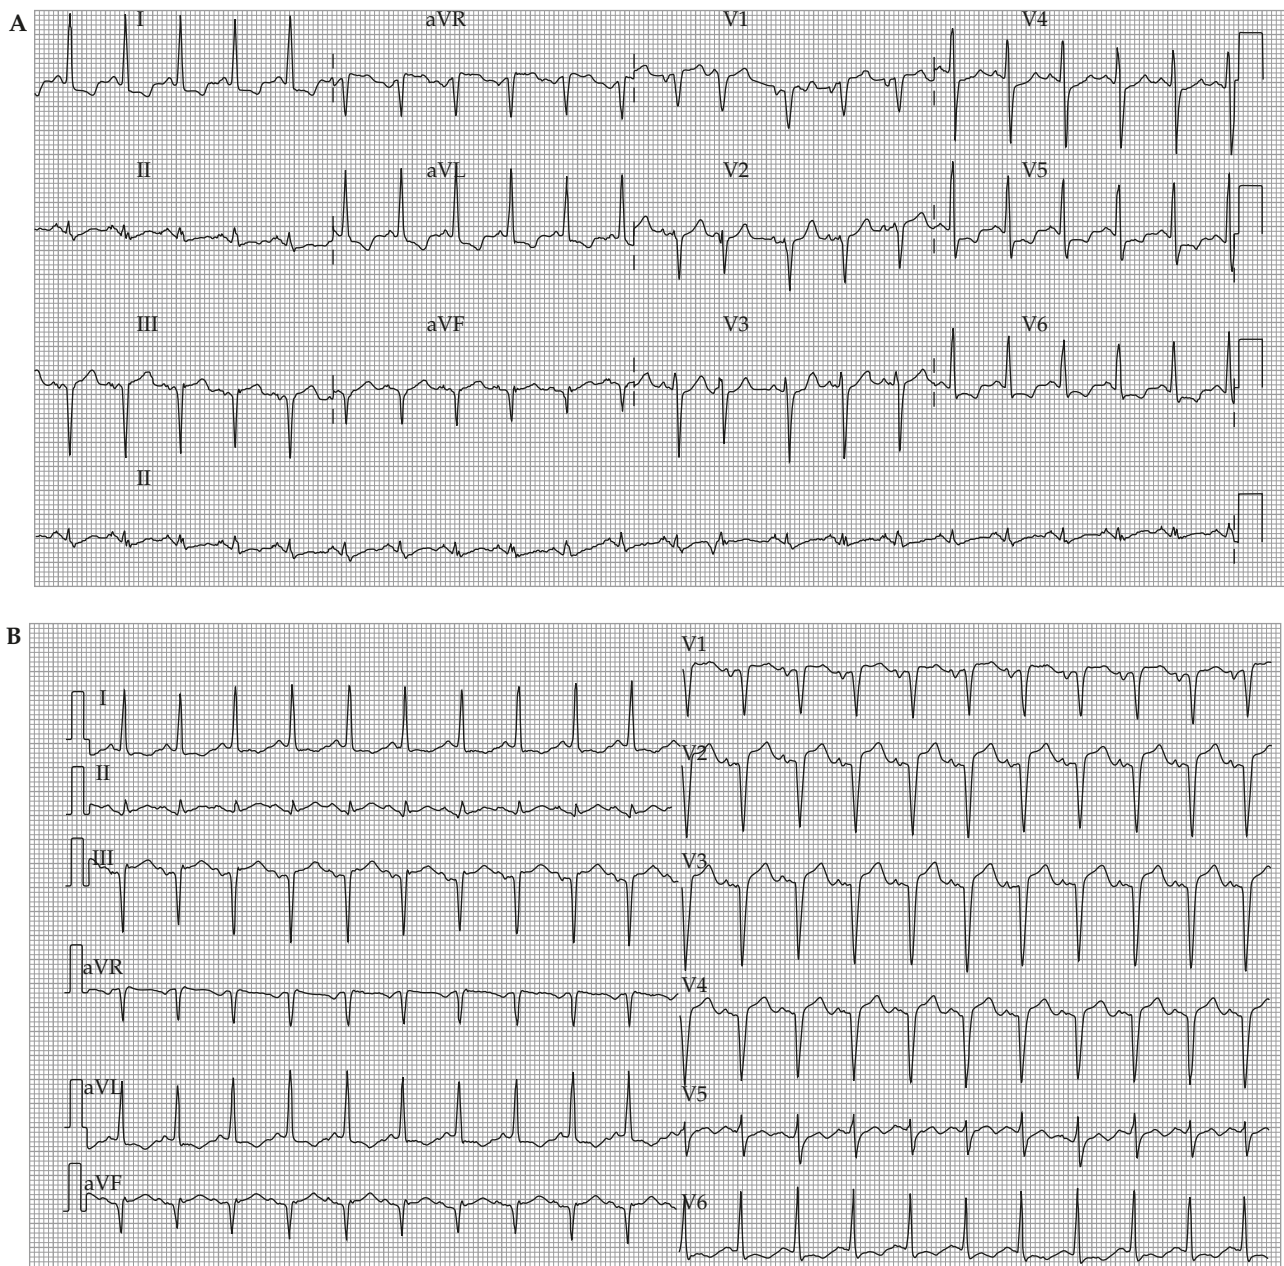 A
I aVR V1 V4
II aVL V2 V5
III aVF V3 V6
II
B
I
II
III
aVR
aVL
aVF
V1
V2
V3
V4
V5
V6